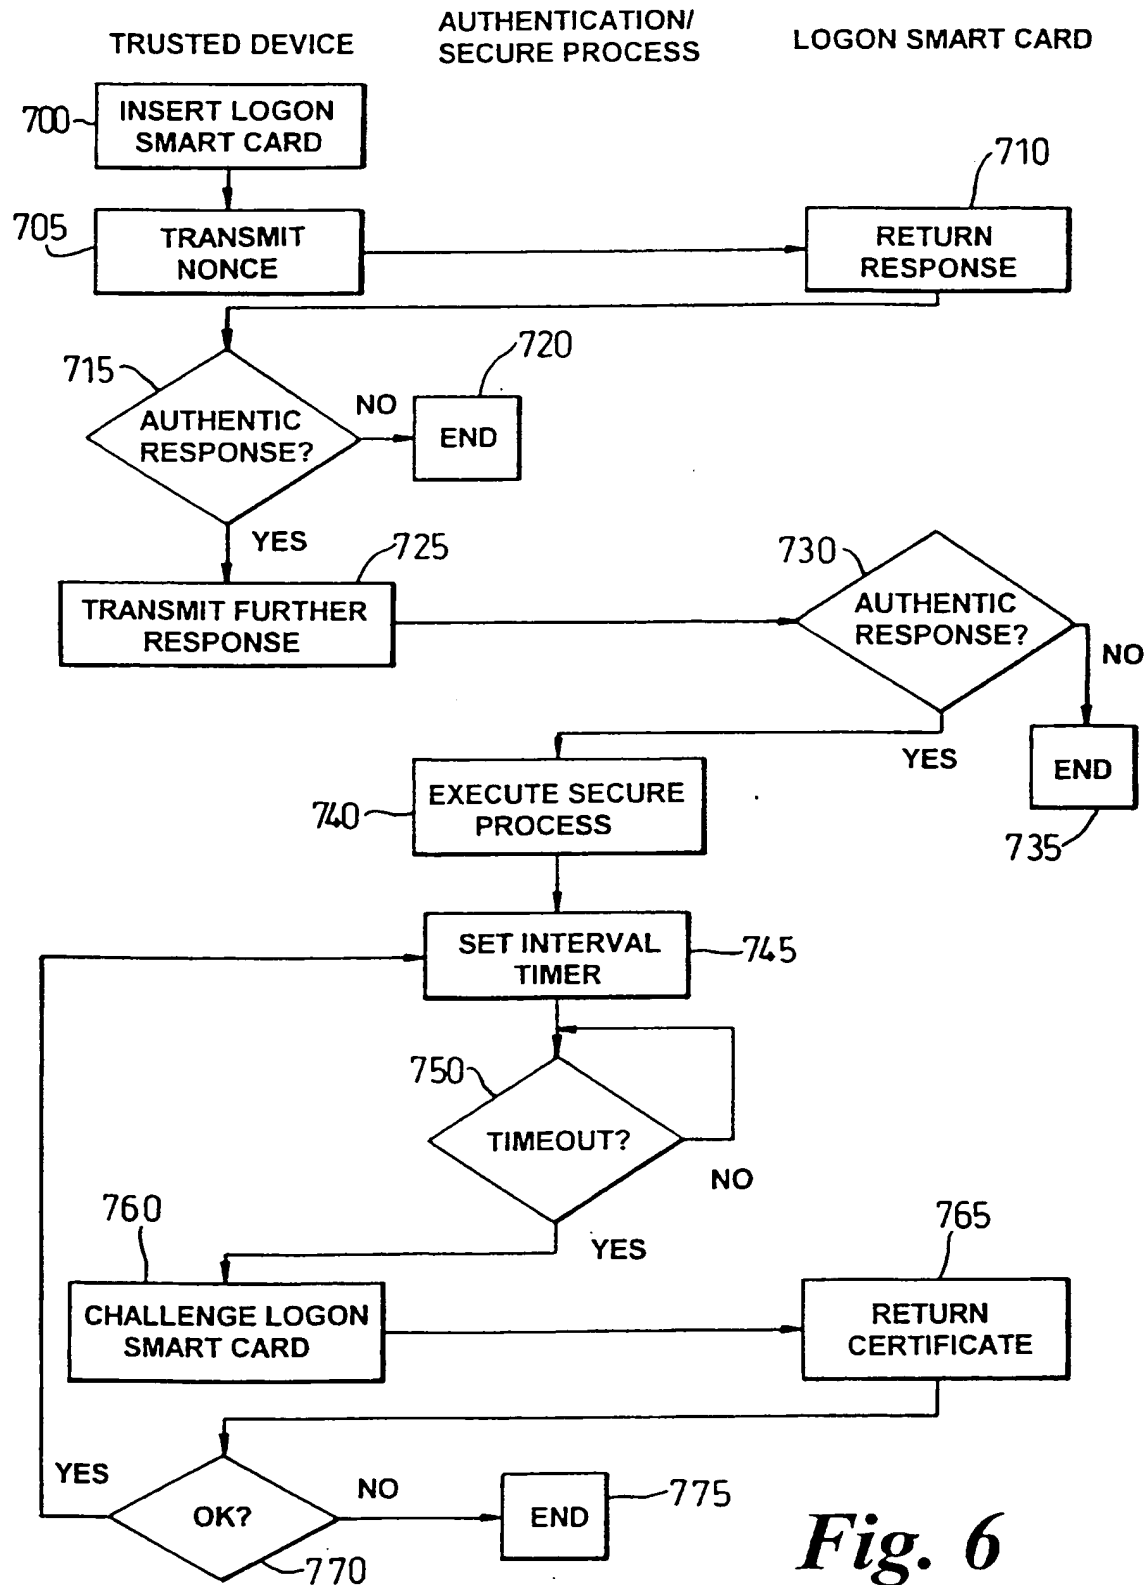 TRUSTED DEVICE
AUTHENTICATION/
SECURE PROCESS
LOGON SMART CARD
700
INSERT LOGON
SMART CARD
705
TRANSMIT
NONCE
710
RETURN
RESPONSE
715
AUTHENTIC
RESPONSE?
NO
720
END
YES
725
TRANSMIT FURTHER
RESPONSE
730
AUTHENTIC
RESPONSE?
NO
YES
END
735
740
EXECUTE SECURE
PROCESS
SET INTERVAL
TIMER
745
750
TIMEOUT?
NO
YES
760
CHALLENGE LOGON
SMART CARD
765
RETURN
CERTIFICATE
YES
OK?
770
NO
END
775
Fig. 6